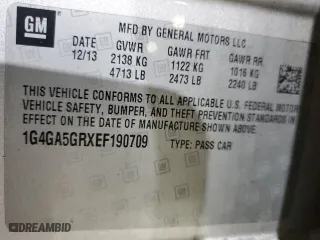 GM
MFD BY GENERAL MOTORS LLC
DATE GVWR GAWR FRT GAWR RR
12/13 2138 KG 1122 KG 1016 KG
4713 LB 2473 LB 2240 LB
THIS VEHICLE CONFORMS TO ALL APPLICABLE U.S. FEDERAL MOTOR
VEHICLE SAFETY, BUMPER, AND THEFT PREVENTION STANDARDS IN
EFFECT ON THE DATE OF MANUFACTURE SHOWN ABOVE.
1G4GA5GRXEF190709 TYPE: PASS CAR
BIDFAX